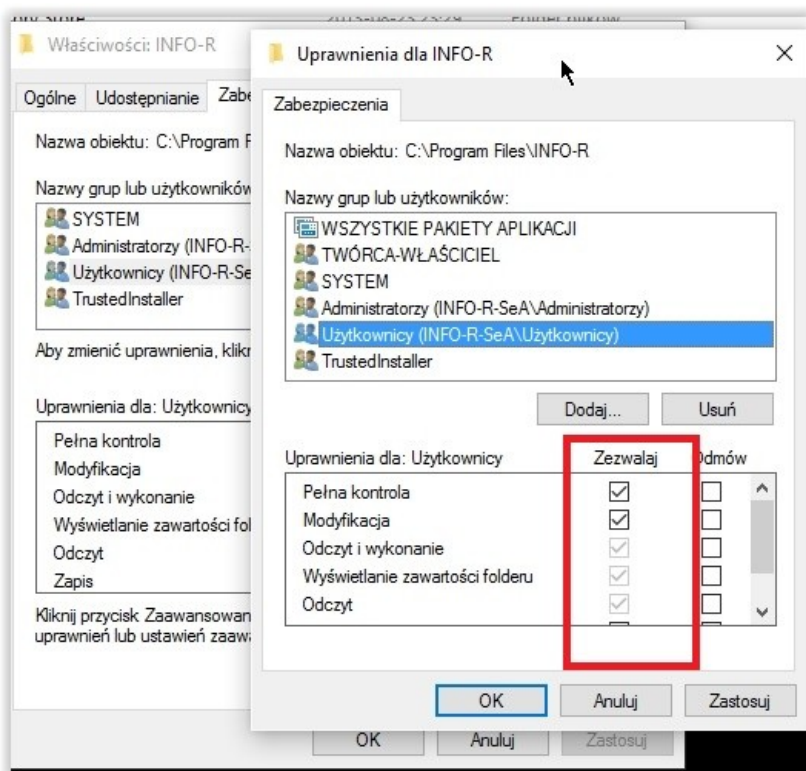 Właściwości: INFO-R
Ogólne Udostępnianie
Nazwa obiektu: C:\Program
Nazwy grup lub użytkowników
SYSTEM
Administratorzy (INFO-R-
Użytkownicy (INFO-R-Se
TrustedInstaller
Aby zmienić uprawnienia,
Uprawnienia dla: Użytkownicy
Pełna kontrola
Modyfikacja
Odczyt i wykonanie
Wyświetlanie zawartości fol
Odczyt
Zapis
Kliknij przycisk Zaawansowan
uprawnień lub ustawień zaawa
OK Anuluj Zastosuj
Uprawnienia dla INFO-R
Zabezpieczenia
Nazwa obiektu: C:\Program Files\INFO-R
Nazwy grup lub użytkowników:
WSZYSTKIE PAKIETY APLIKACJI
TWÓRCA-WŁAŚCICIEL
SYSTEM
Administratorzy (INFO-R-SeA\Administratorzy)
Użytkownicy (INFO-R-SeA\Użytkownicy)
TrustedInstaller
Dodaj... Usuń
Uprawnienia dla: Użytkownicy Zezwalaj Odmów
Pełna kontrola
Modyfikacja
Odczyt i wykonanie
Wyświetlanie zawartości folderu
Odczyt
OK Anuluj Zastosuj